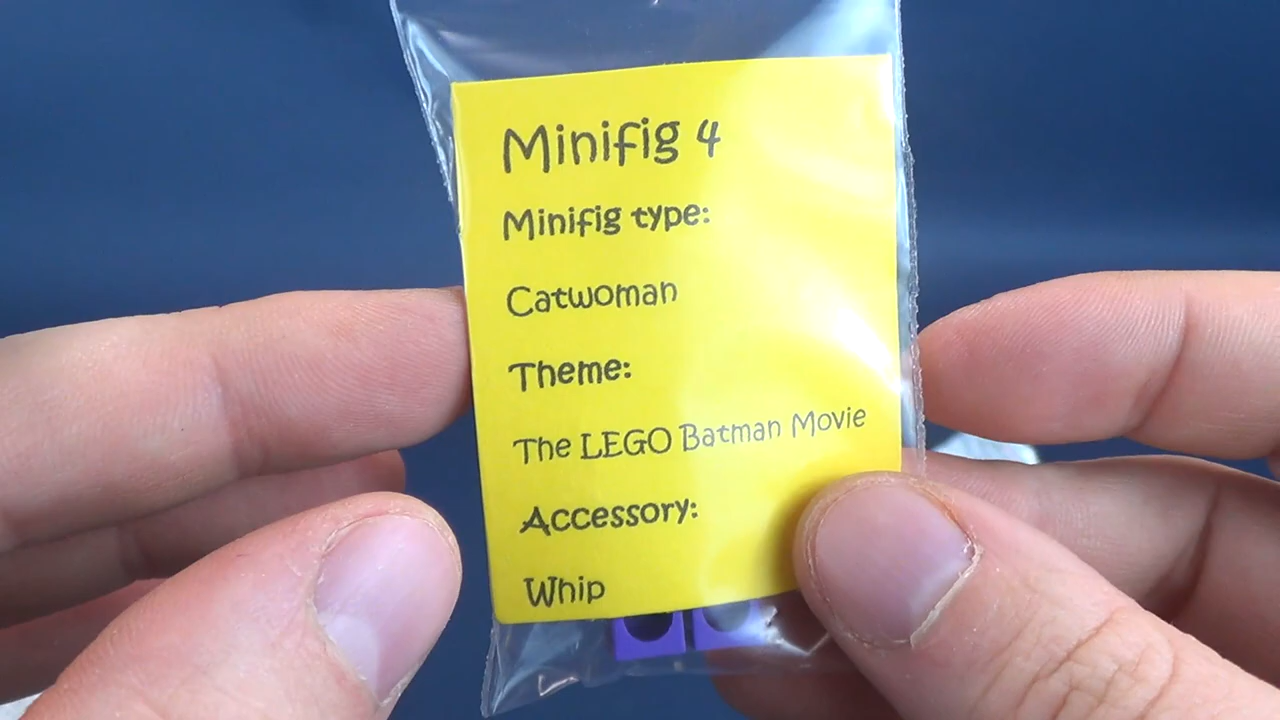 Minifig 4
Minifig type:
Catwoman
Theme:
The LEGO Batman Movie
Accessory:
Whip